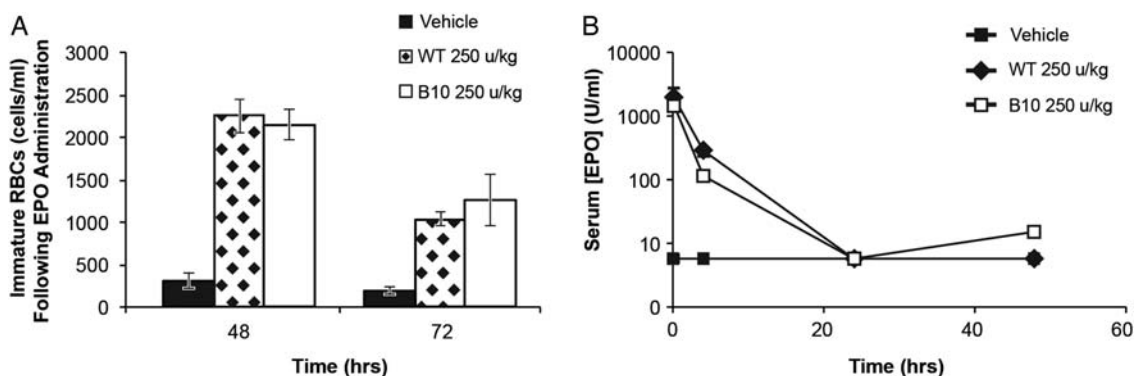 A
Vehicle
WT 250 u/kg
B10 250 u/kg
Immature RBCs (cells/ml)
Following EPO Administration
3000
2500
2000
1500
1000
500
0
48
72
Time (hrs)
B
Vehicle
WT 250 u/kg
B10 250 u/kg
Serum [EPO] (U/ml)
10000
1000
100
10
0
0
20
40
60
Time (hrs)